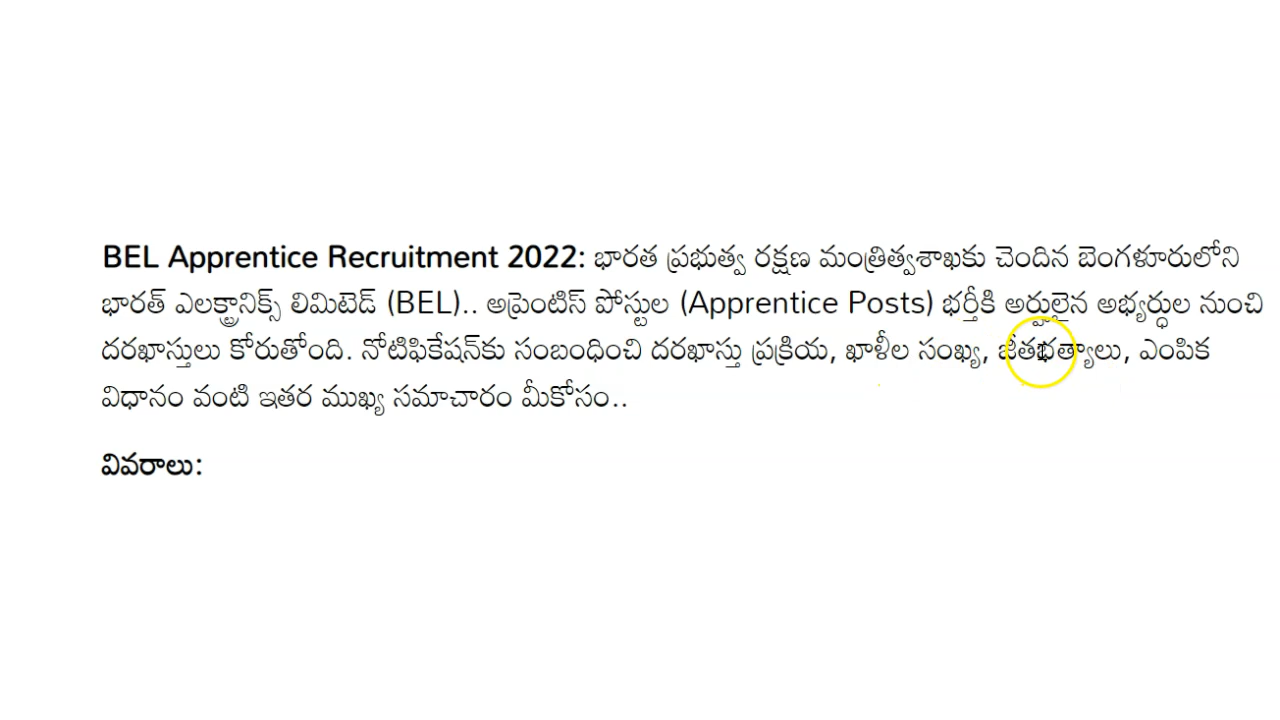 BEL Apprentice Recruitment 2022: భారత ప్రభుత్వ రక్షణ మంత్రిత్వశాఖకు చెందిన బెంగళూరులోని
భారత్ ఎలక్ట్రానిక్స్ లిమిటెడ్ (BEL).. అప్రెంటిస్ పోస్టుల (Apprentice Posts) భర్తీకి అర్హులైన అభ్యర్ధుల నుంచి
దరఖాస్తులు కోరుతోంది. నోటిఫికేషన్‌కు సంబంధించి దరఖాస్తు ప్రక్రియ, ఖాళీల సంఖ్య, జీతభత్యాలు, ఎంపిక
విధానం వంటి ఇతర ముఖ్య సమాచారం మీకోసం..
వివరాలు: